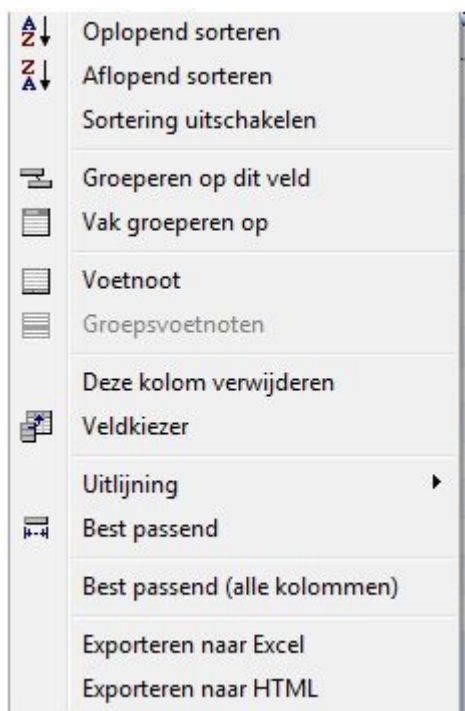 Oplopend sorteren
Aflopend sorteren
Sortering uitschakelen
Groeperen op dit veld
Vak groeperen op
Voetnoot
Groepsvoetnoten
Deze kolom verwijderen
Veldkiezer
Uitlijning
Best passend
Best passend (alle kolommen)
Exporteren naar Excel
Exporteren naar HTML